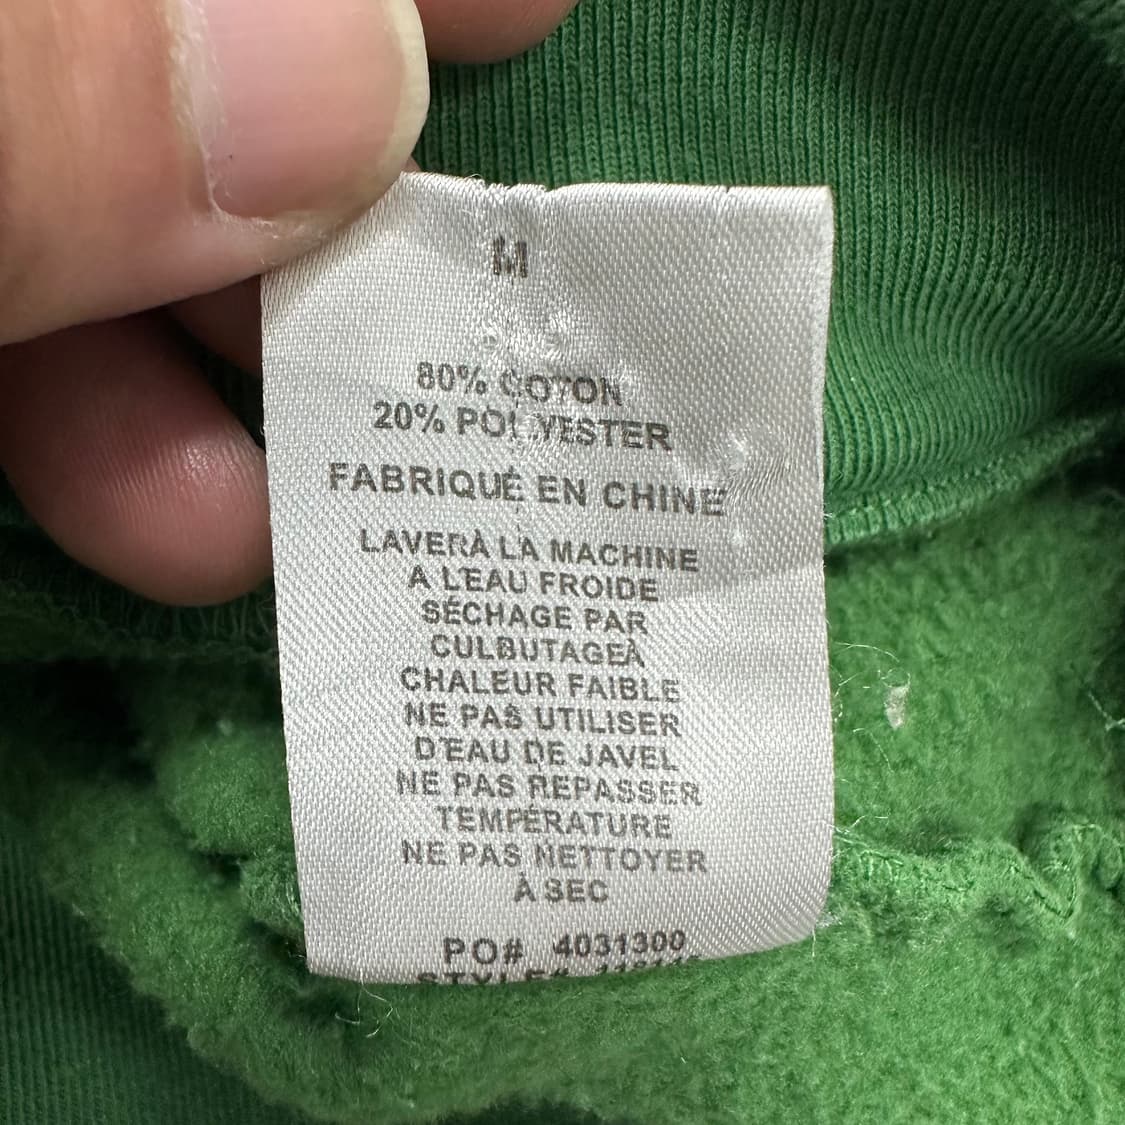 M
80% COTON
20% POLYESTER
FABRIQUÉ EN CHINE
LAVERÀ LA MACHINE
A L'EAU FROIDE
SÉCHAGE PAR
CULBUTAGEÀ
CHALEUR FAIBLE
NE PAS UTILISER
D'EAU DE JAVEL
NE PAS REPASSER
TEMPÉRATURE
NE PAS NETTOYER
À SEC
PO# 4031300
STYLE#